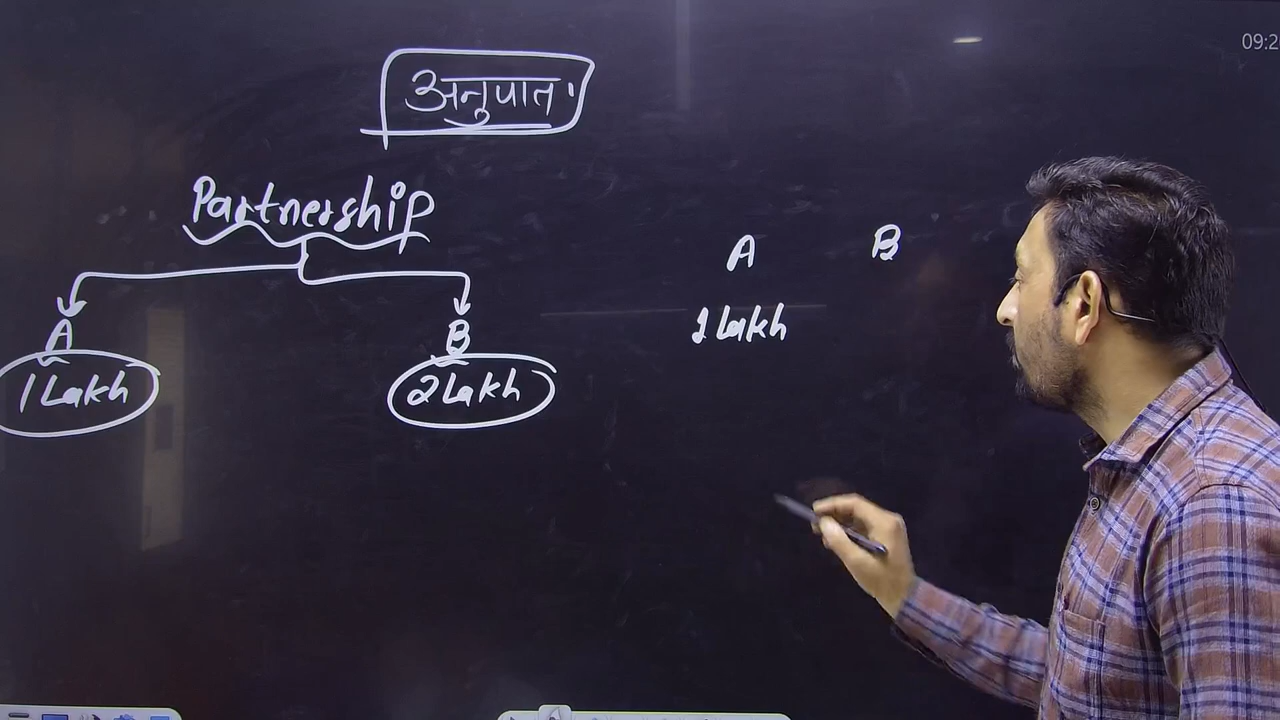 09:2
अनुपात
Partnership
A B
1 Lakh 2 Lakh
A B
1 Lakh